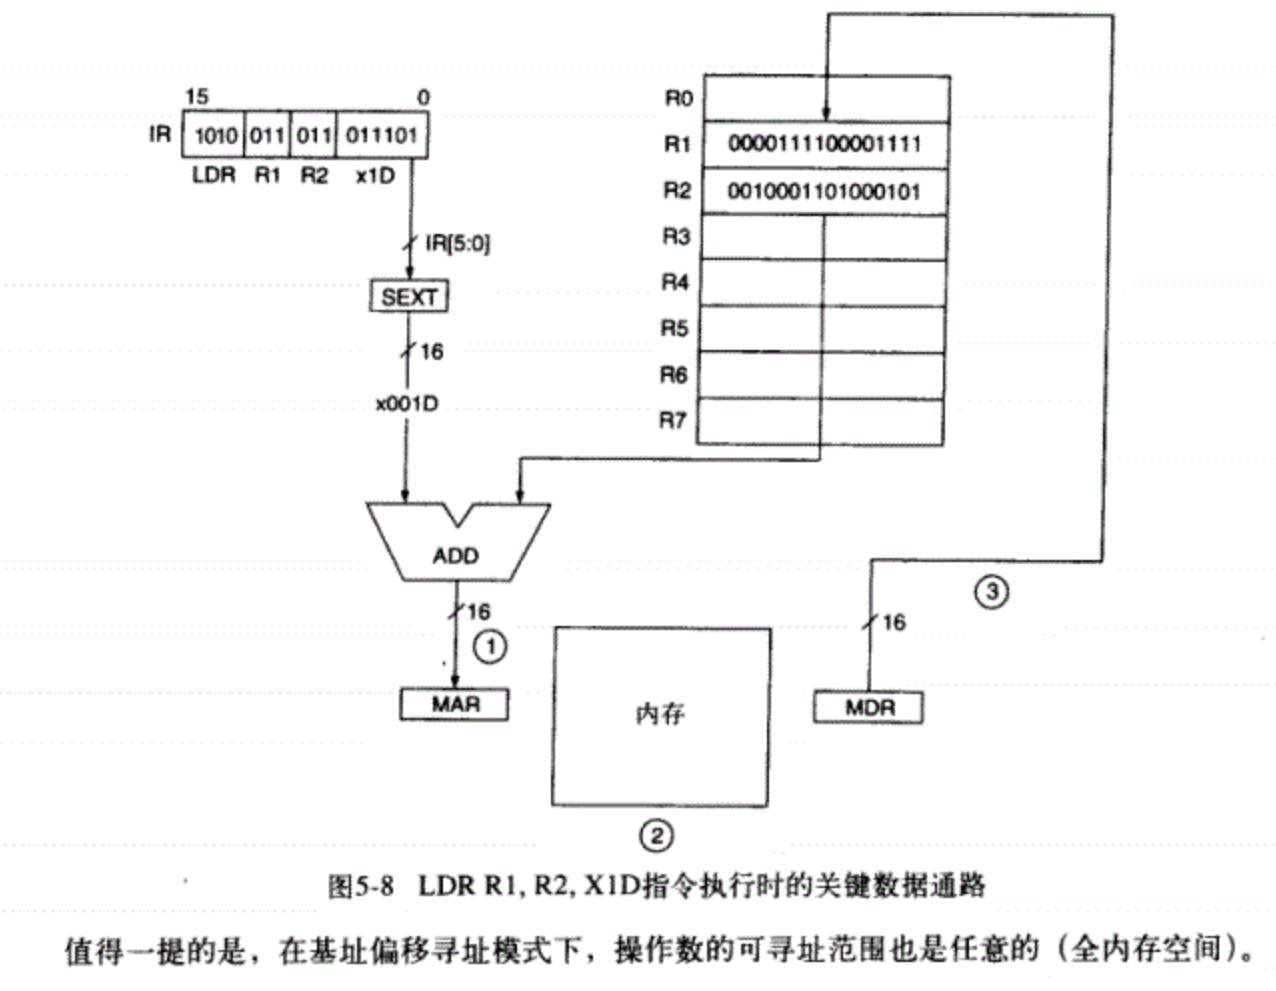 15 0
IR 1010 011 011 011101
LDR R1 R2 x1D
IR[5:0]
SEXT
16
x001D
ADD
16
①
MAR
R0
R1 0000111100001111
R2 0010001101000101
R3
R4
R5
R6
R7
内存
②
③
16
MDR
图5-8 LDR R1, R2, X1D指令执行时的关键数据通路
值得一提的是，在基址偏移寻址模式下，操作数的可寻址范围也是任意的（全内存空间）。